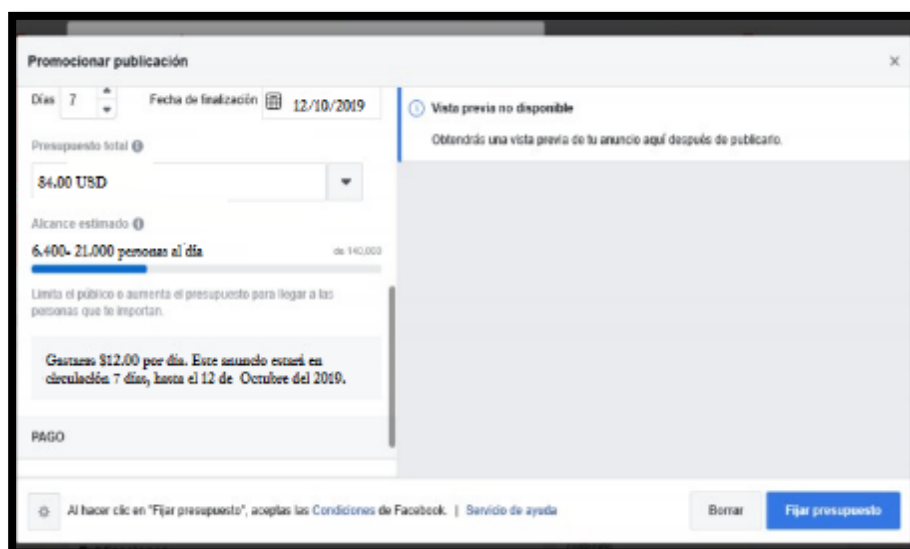 Promocionar publicación
Días 7 Fecha de finalización 12/10/2019
Presupuesto total
84.00 USD
Alcance estimado
6.400- 21.000 personas al día
de 140,000
Limita el público o aumenta el presupuesto para llegar a las
personas que te importan.
Gastaras $12.00 por día. Este anuncio estará en
circulación 7 días, hasta el 12 de Octubre del 2019.
PAGO
Vista previa no disponible
Obtendrás una vista previa de tu anuncio aquí después de publicarlo.
Al hacer clic en "Fijar presupuesto", aceptas las Condiciones de Facebook. | Servicio de ayuda
Borrar
Fijar presupuesto